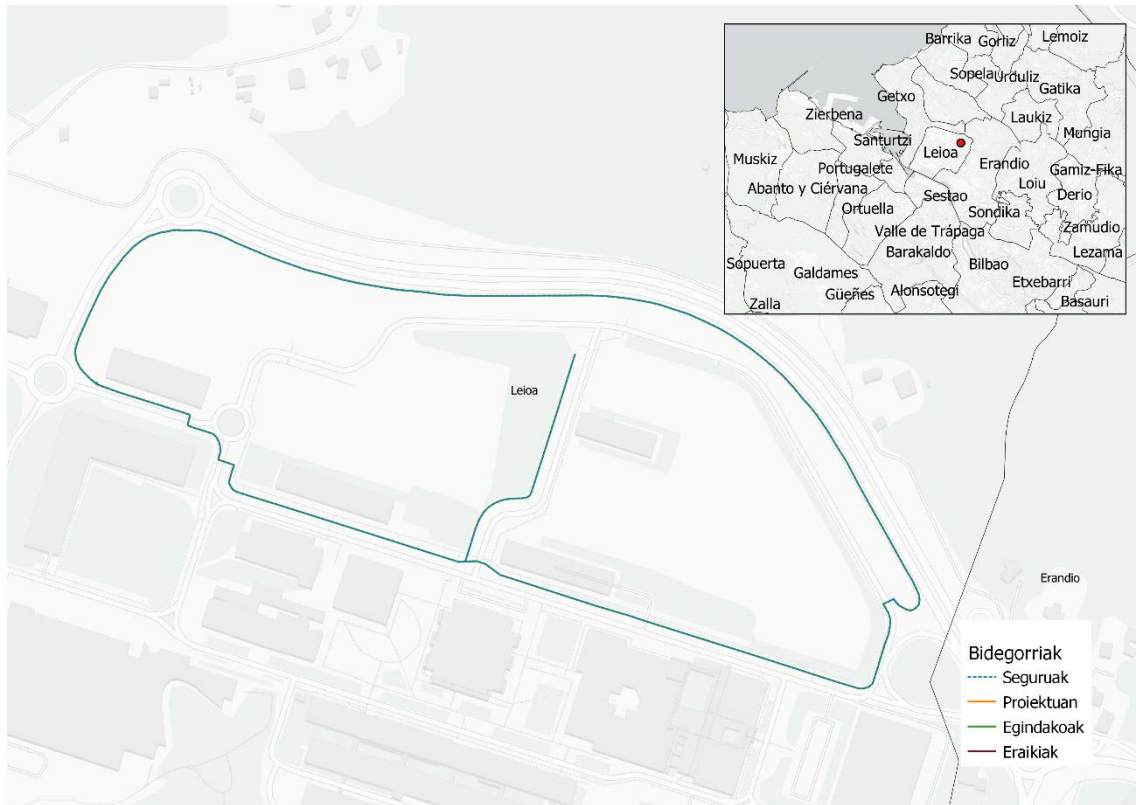 Barrika
Gorliz
Lemoiz
Sopela
Urduliz
Gatika
Getxo
Zierbena
Laukiz
Mungia
Santurtzi
Leioa
Muskiz
Portugalete
Erandio
Gamiz-Fika
Abanto y Ciérvana
Loiu
Derio
Sestao
Ortuella
Sondika
Zamudio
Valle de Trápaga
Barakaldo
Lezama
Sopuerta
Bilbao
Galdames
Etxebarri
Güeñes
Alonsotegi
Basauri
Zalla
Leioa
Erandio
Bidegorriak
Seguruak
Proiektuan
Egindakoak
Eraikiak